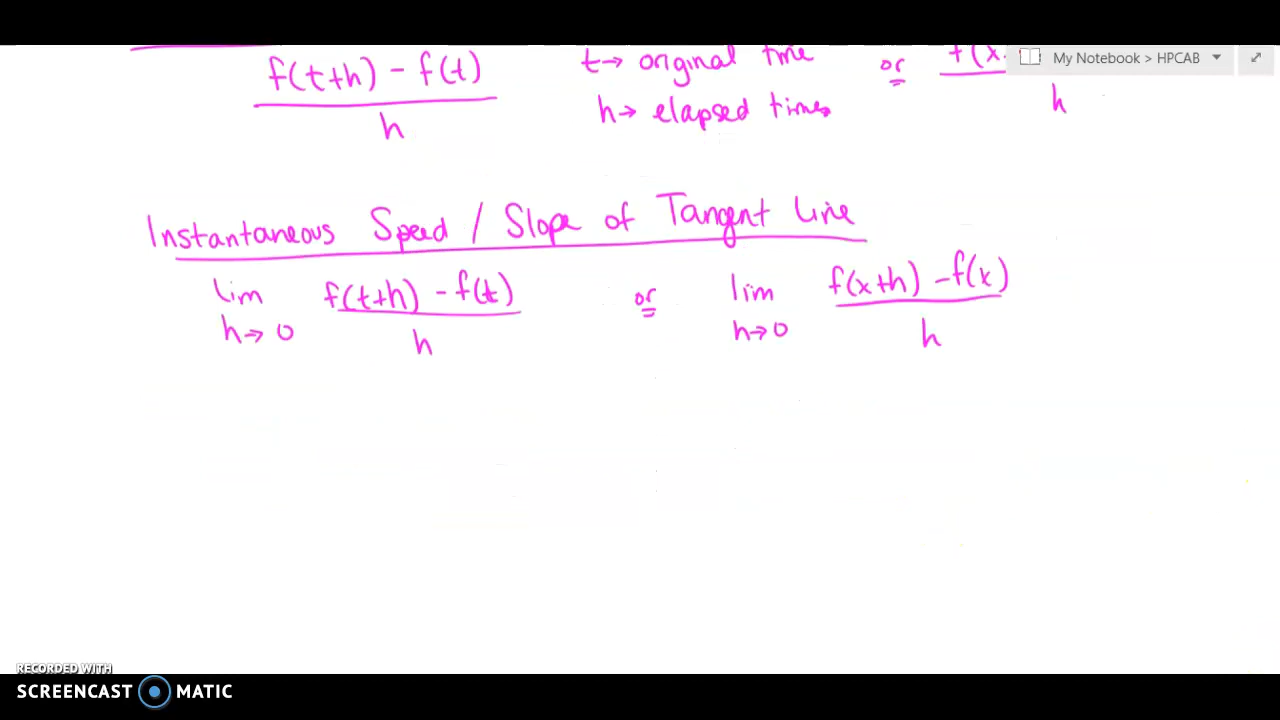 f(t+h) - f(t)
h
t→ original time
h→ elapsed times
or
f(x
h
My Notebook > HPCAB
Instantaneous Speed / Slope of Tangent Line
lim
h→0
f(t+h) - f(t)
h
or
lim
h→0
f(x+h) - f(x)
h
RECORDED WITH
SCREENCAST MATIC